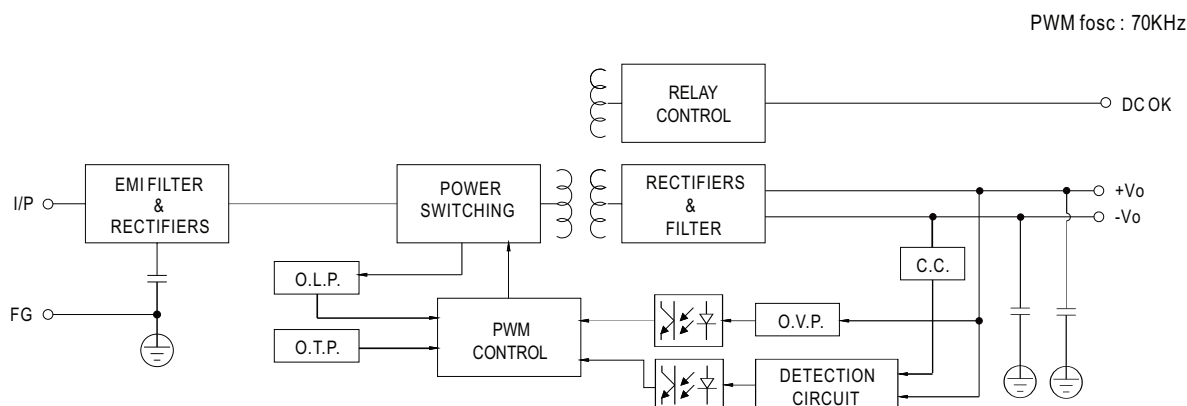 PWM fosc : 70KHz
RELAY
CONTROL
DC OK
EMI FILTER
&
RECTIFIERS
POWER
SWITCHING
RECTIFIERS
&
FILTER
I/P
+Vo
-Vo
C.C.
O.L.P.
FG
PWM
CONTROL
O.V.P.
O.T.P.
DETECTION
CIRCUIT